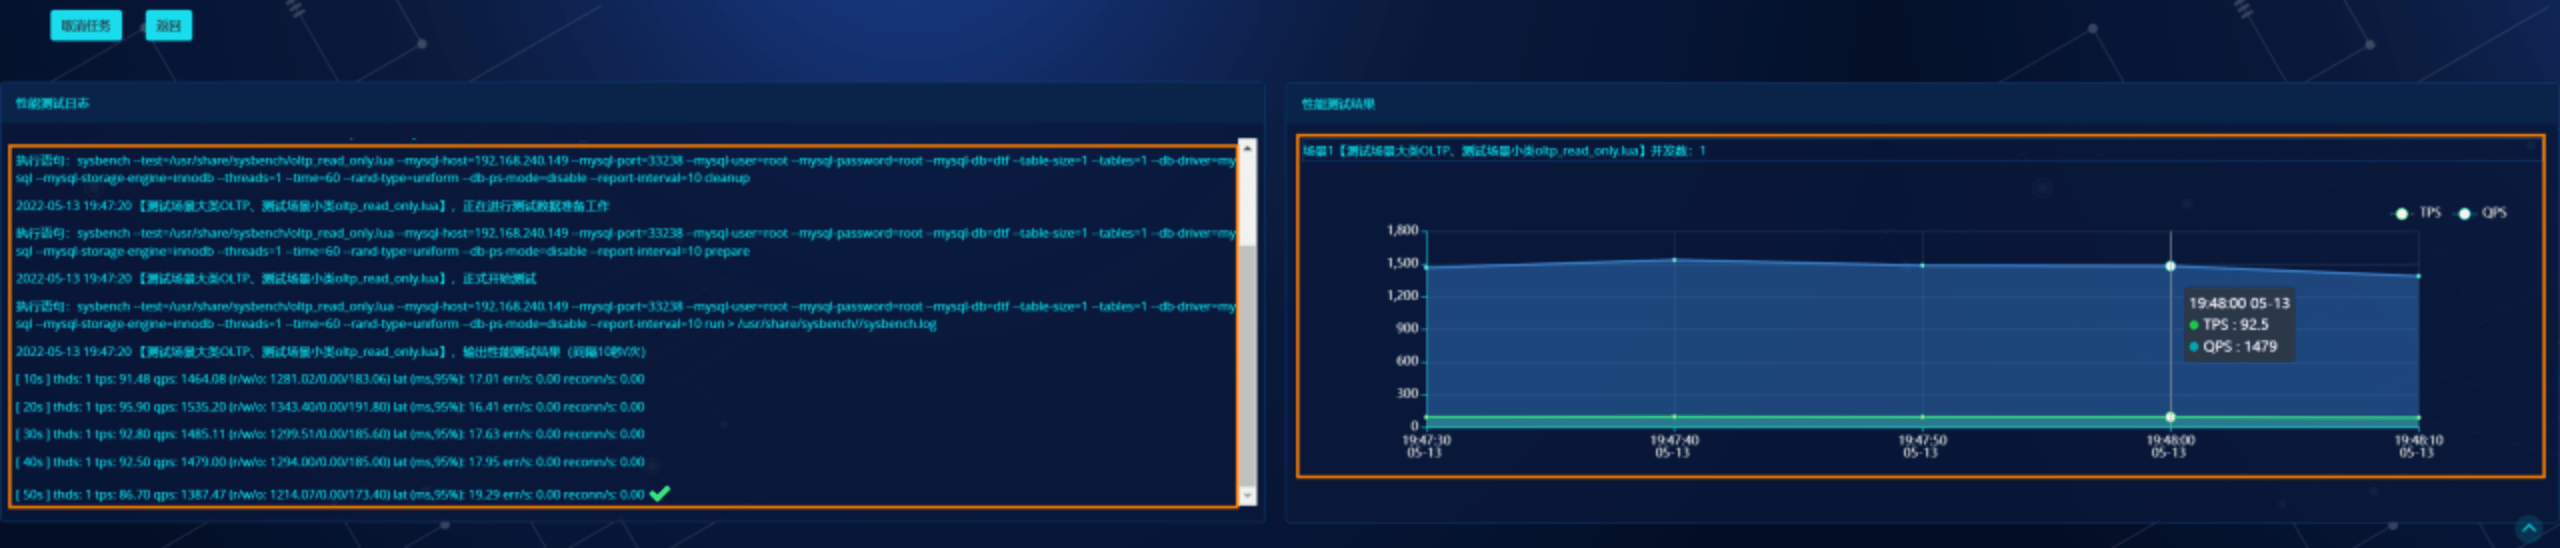 取消任务
返回
性能测试日志
执行语句：sysbench --test=/usr/share/sysbench/oltp_read_only.lua --mysql-host=192.168.240.149 --mysql-port=33238 --mysql-user=root --mysql-password=root --mysql-db=dtf --table-size=1 --tables=1 --db-driver=my
sql --mysql-storage-engine=innodb --threads=1 --time=60 --rand-type=uniform --db-ps-mode=disable --report-interval=10 cleanup
2022-05-13 19:47:20 【测试场景大类OLTP、测试场景小类oltp_read_only.lua】，正在进行测试数据准备工作
执行语句：sysbench --test=/usr/share/sysbench/oltp_read_only.lua --mysql-host=192.168.240.149 --mysql-port=33238 --mysql-user=root --mysql-password=root --mysql-db=dtf --table-size=1 --tables=1 --db-driver=my
sql --mysql-storage-engine=innodb --threads=1 --time=60 --rand-type=uniform --db-ps-mode=disable --report-interval=10 prepare
2022-05-13 19:47:20 【测试场景大类OLTP、测试场景小类oltp_read_only.lua】，正式开始测试
执行语句：sysbench --test=/usr/share/sysbench/oltp_read_only.lua --mysql-host=192.168.240.149 --mysql-port=33238 --mysql-user=root --mysql-password=root --mysql-db=dtf --table-size=1 --tables=1 --db-driver=my
sql --mysql-storage-engine=innodb --threads=1 --time=60 --rand-type=uniform --db-ps-mode=disable --report-interval=10 run > /usr/share/sysbench//sysbench.log
2022-05-13 19:47:20 【测试场景大类OLTP、测试场景小类oltp_read_only.lua】，输出性能测试结果（间隔10秒/次）
[ 10s ] thds: 1 tps: 91.48 qps: 1464.08 (r/w/o: 1281.02/0.00/183.06) lat (ms,95%): 17.01 err/s: 0.00 reconn/s: 0.00
[ 20s ] thds: 1 tps: 95.90 qps: 1535.20 (r/w/o: 1343.40/0.00/191.80) lat (ms,95%): 16.41 err/s: 0.00 reconn/s: 0.00
[ 30s ] thds: 1 tps: 92.80 qps: 1485.11 (r/w/o: 1299.51/0.00/185.60) lat (ms,95%): 17.63 err/s: 0.00 reconn/s: 0.00
[ 40s ] thds: 1 tps: 92.50 qps: 1479.00 (r/w/o: 1294.00/0.00/185.00) lat (ms,95%): 17.95 err/s: 0.00 reconn/s: 0.00
[ 50s ] thds: 1 tps: 86.70 qps: 1387.47 (r/w/o: 1214.07/0.00/173.40) lat (ms,95%): 19.29 err/s: 0.00 reconn/s: 0.00
性能测试结果
场景1【测试场景大类OLTP、测试场景小类oltp_read_only.lua】并发数：1
TPS
QPS
1,800
1,500
1,200
900
600
300
0
19:48:00 05-13
TPS : 92.5
QPS : 1479
19:47:30
05-13
19:47:40
05-13
19:47:50
05-13
19:48:00
05-13
19:48:10
05-13